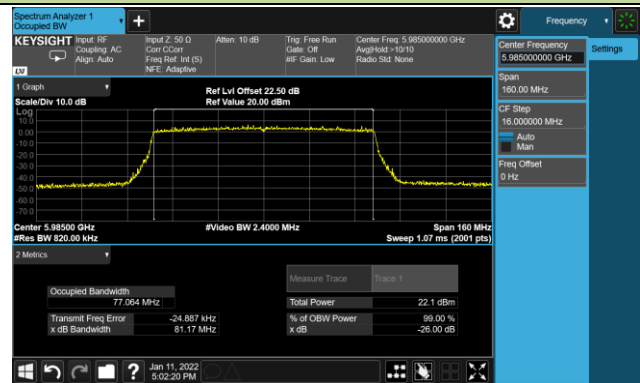 Spectrum Analyzer 1
Occupied BW
Frequency
KEYSIGHT
Input: RF
Coupling: AC
Align: Auto
Input Z: 50 Ω
Corr CCorr
Freq Ref: Int (S)
NFE: Adaptive
Atten: 10 dB
Trig: Free Run
Gate: Off
#IF Gain: Low
Center Freq: 5.985000000 GHz
Avg|Hold:>10/10
Radio Std: None
LXI
Center Frequency
5.985000000 GHz
Settings
Span
160.00 MHz
CF Step
16.000000 MHz
Auto
Man
Freq Offset
0 Hz
1 Graph
Scale/Div 10.0 dB
Ref Lvl Offset 22.50 dB
Ref Value 20.00 dBm
Log
10.0
0.00
-10.0
-20.0
-30.0
-40.0
-50.0
-60.0
-70.0
Center 5.98500 GHz
#Res BW 820.00 kHz
#Video BW 2.4000 MHz
Span 160 MHz
Sweep 1.07 ms (2001 pts)
2 Metrics
Measure Trace
Trace 1
Occupied Bandwidth
77.064 MHz
Total Power
22.1 dBm
Transmit Freq Error
-24.887 kHz
% of OBW Power
99.00 %
x dB Bandwidth
81.17 MHz
x dB
-26.00 dB
Jan 11, 2022
5:02:20 PM